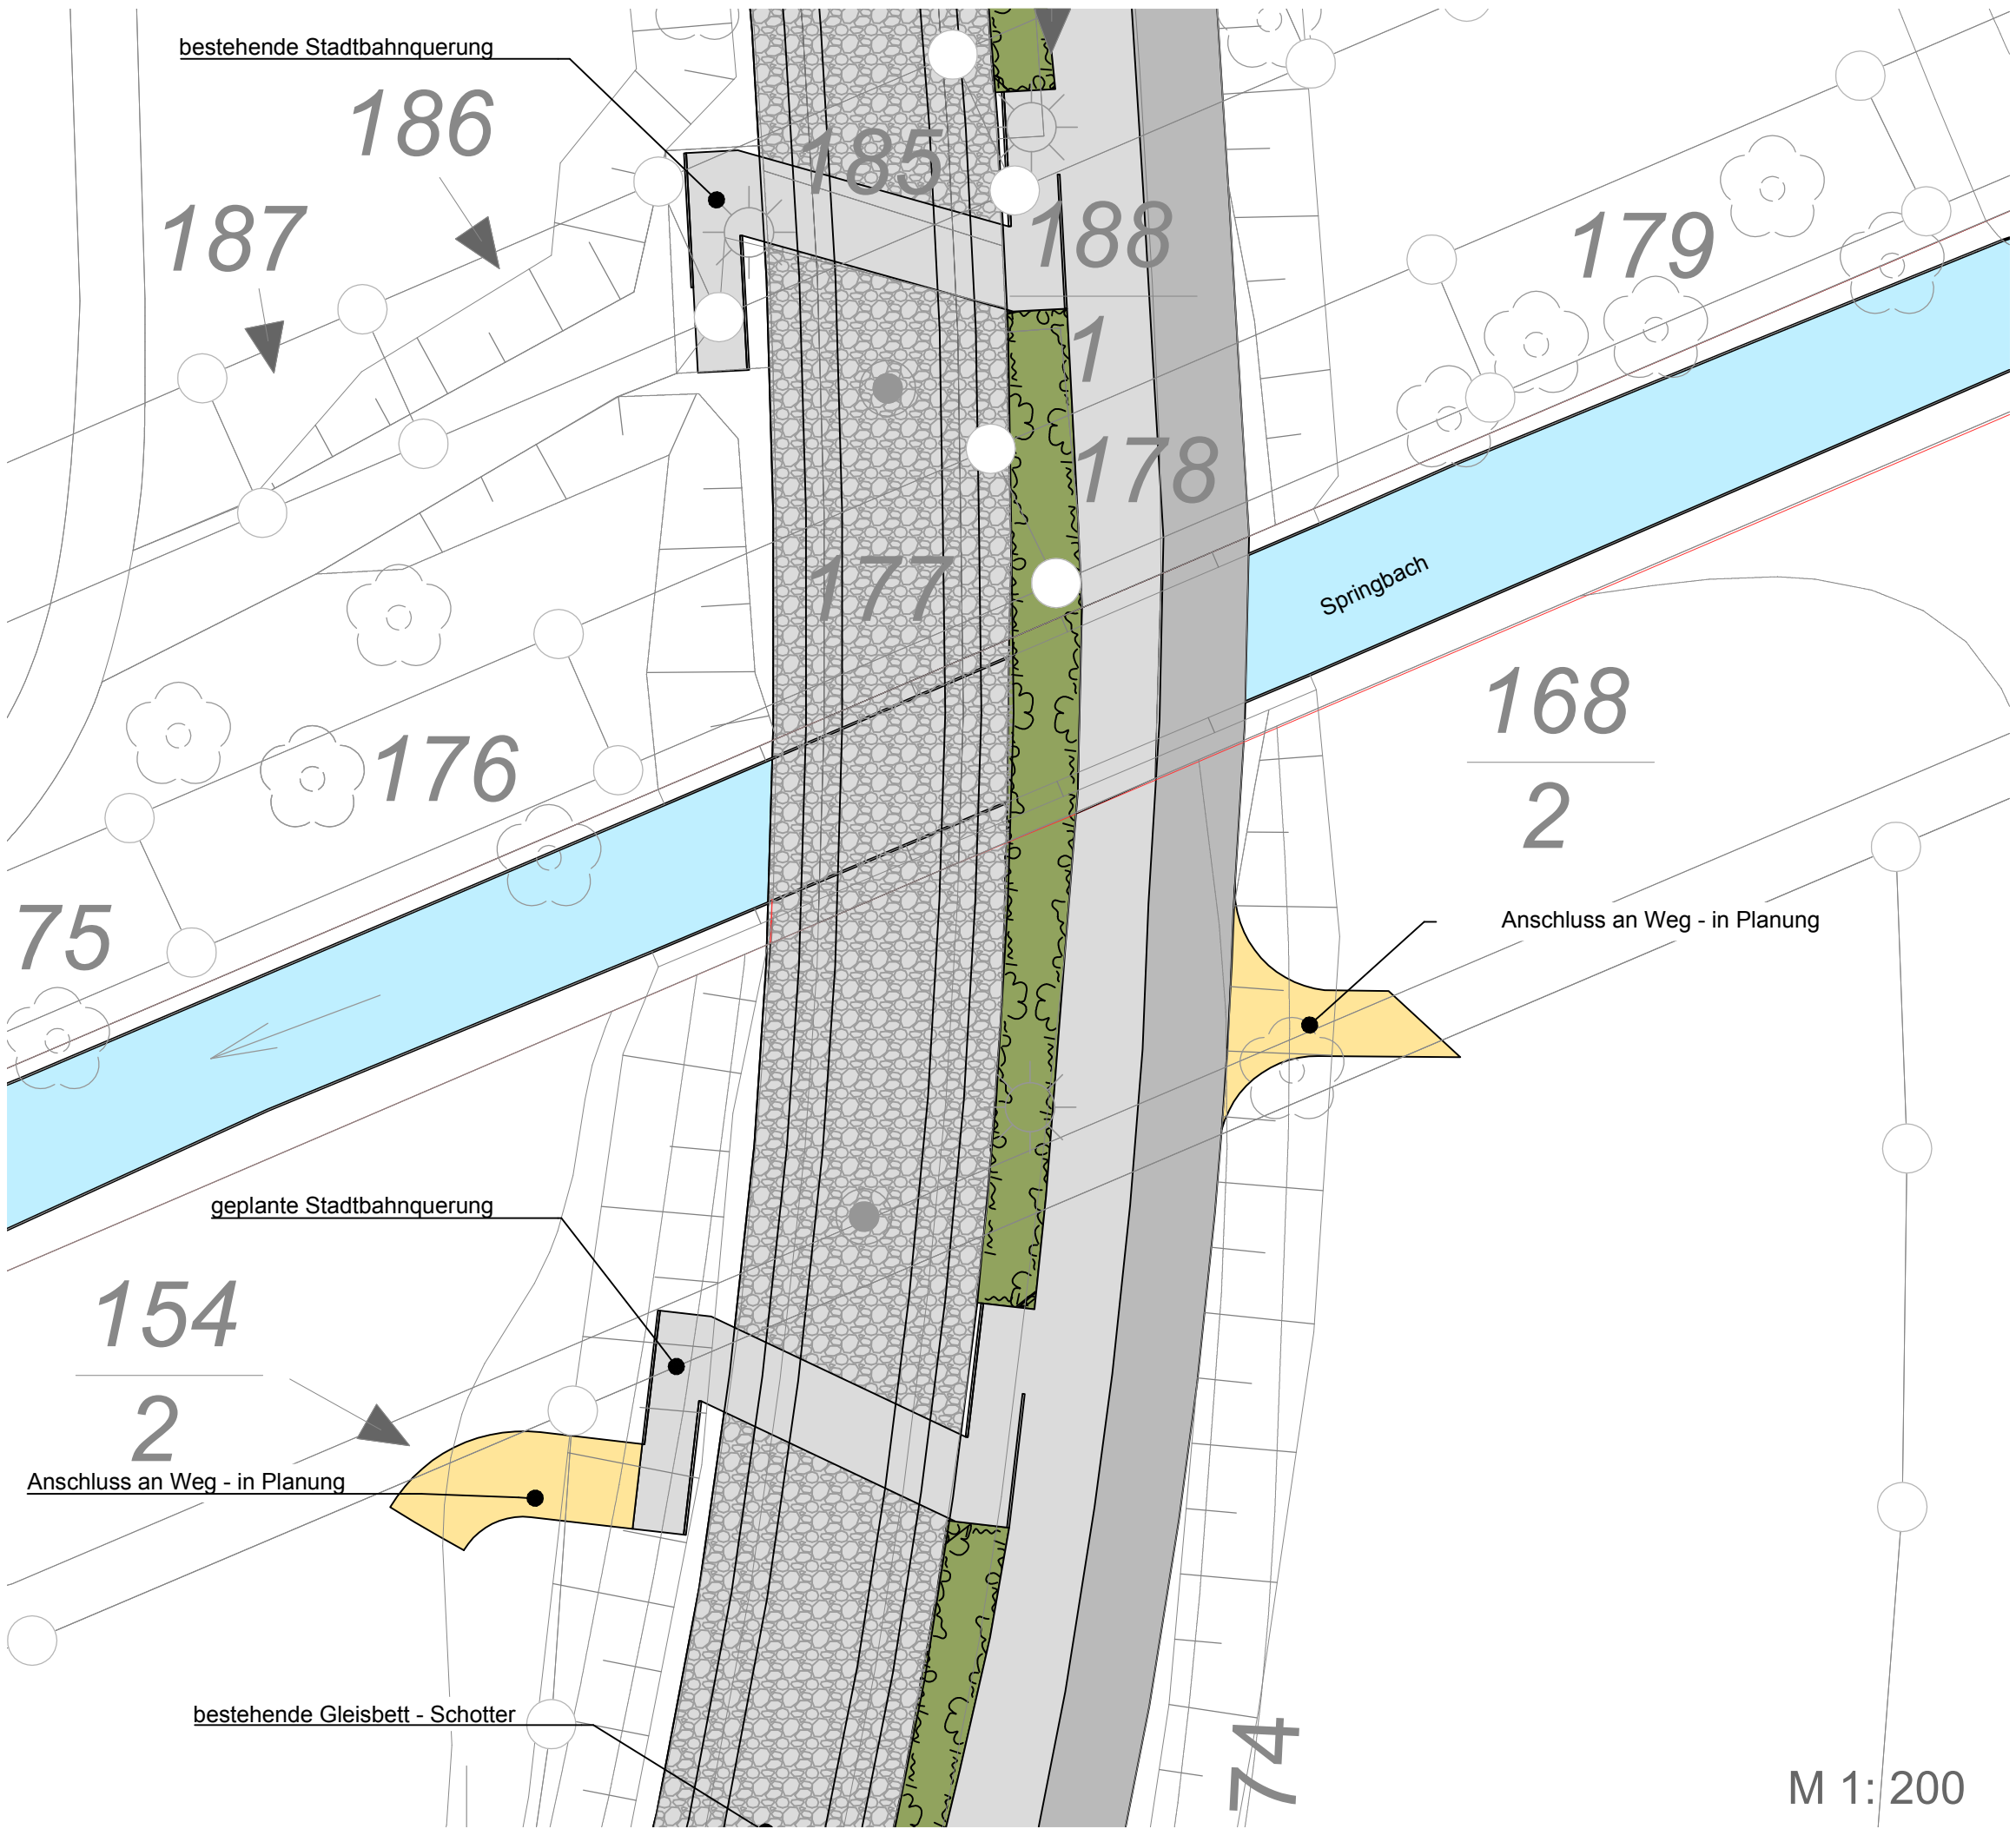 bestehende Stadtbahnquerung
186
185
187
188
1
179
178
177
Springbach
168
2
176
75
Anschluss an Weg - in Planung
geplante Stadtbahnquerung
154
2
Anschluss an Weg - in Planung
bestehende Gleisbett - Schotter
74
M 1: 200